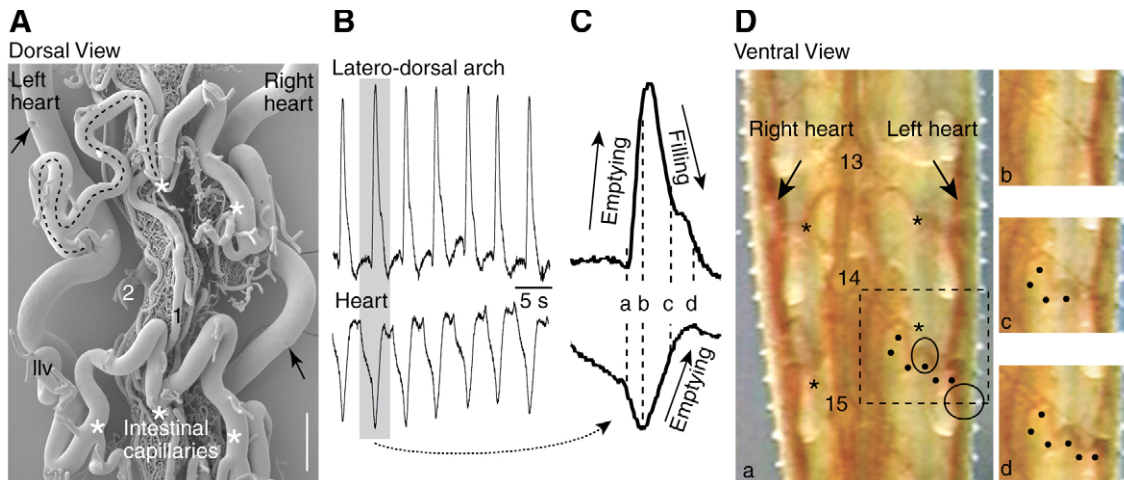 A
Dorsal View
Left
heart
Right
heart
2
1
llv
Intestinal
capillaries
B
Latero-dorsal arch
5 s
Heart
C
Emptying
Filling
a b c d
Emptying
D
Ventral View
Right heart
Left heart
13
14
15
a
b
c
d